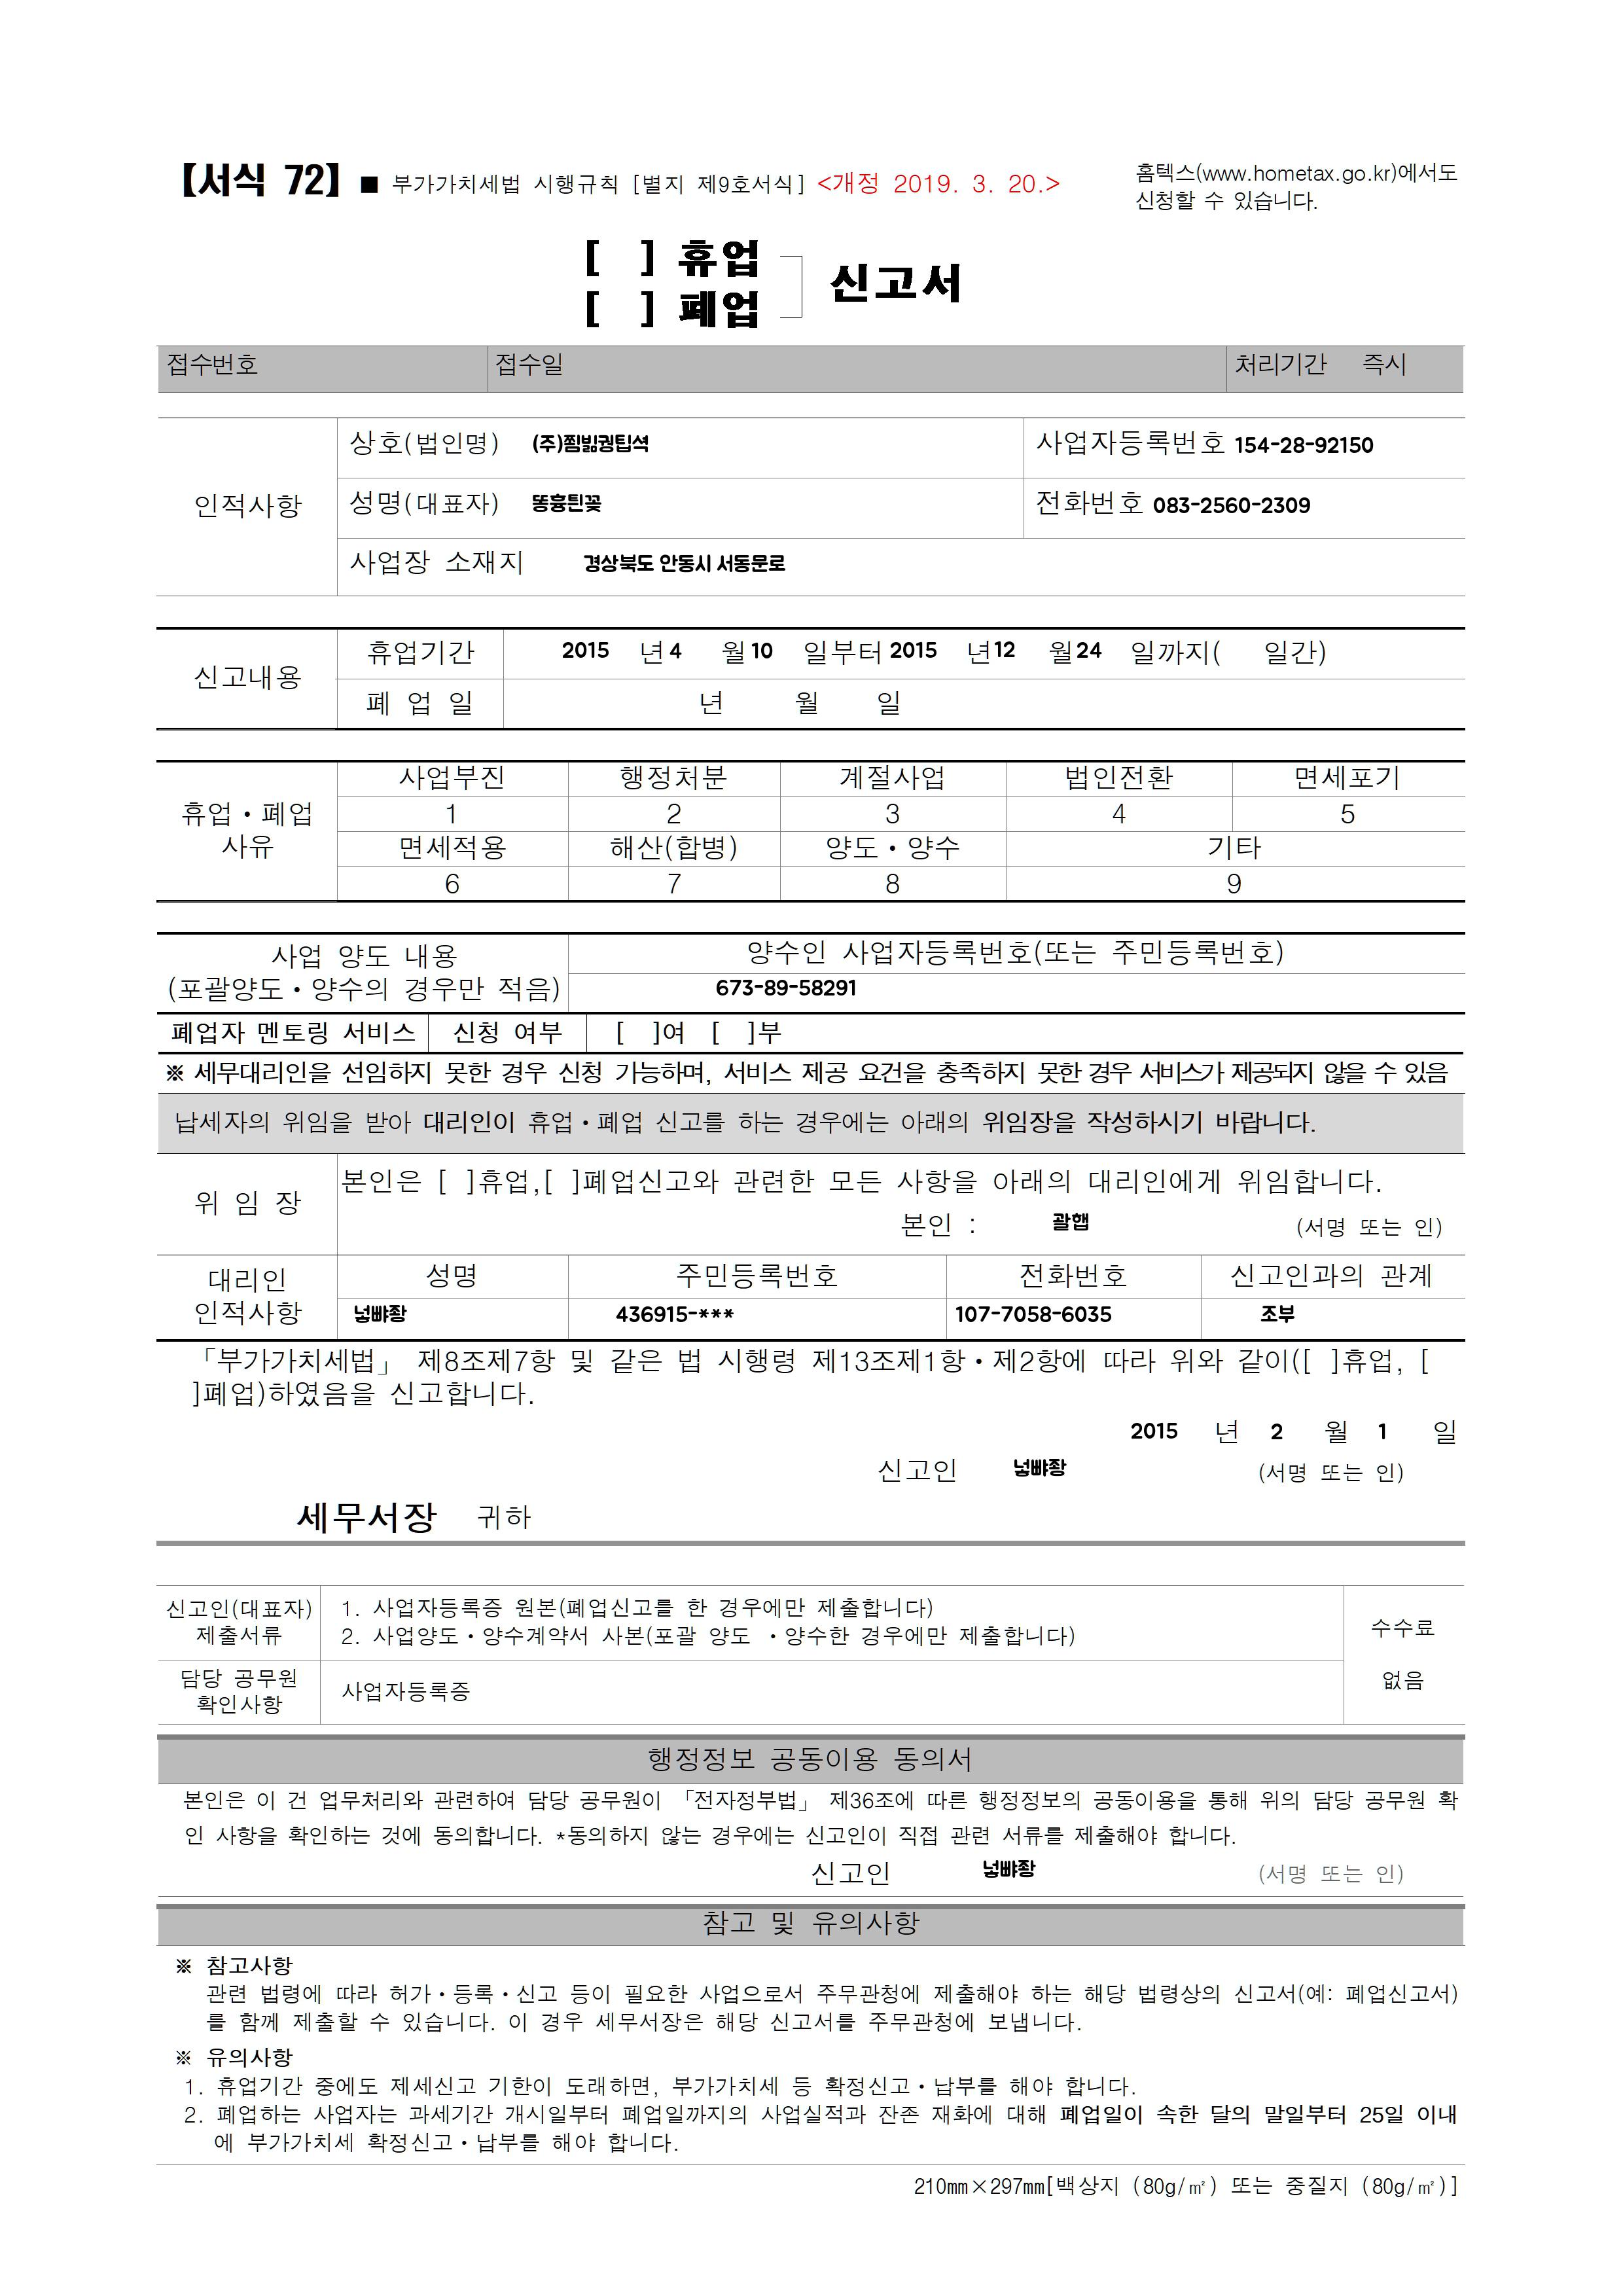 【서식 72】 ■ 부가가치세법 시행규칙 [별지 제9호서식] <개정 2019. 3. 20.>
홈텍스(www.hometax.go.kr)에서도
신청할 수 있습니다.
[ ] 휴업
[ ] 폐업
신고서
접수번호 접수일 처리기간 즉시
인적사항
상호(법인명) (주)찜빎귕팁셕 사업자등록번호 154-28-92150
성명(대표자) 똥흉틴꽃 전화번호 083-2560-2309
사업장 소재지 경상북도 안동시 서동문로
신고내용
휴업기간 2015 년 4 월 10 일부터 2015 년 12 월 24 일까지( 일간)
폐 업 일 년 월 일
휴업·폐업
사유
사업부진 행정처분 계절사업 법인전환 면세포기
1 2 3 4 5
면세적용 해산(합병) 양도·양수 기타
6 7 8 9
사업 양도 내용
(포괄양도·양수의 경우만 적음)
양수인 사업자등록번호(또는 주민등록번호)
673-89-58291
폐업자 멘토링 서비스 신청 여부 [ ]여 [ ]부
※ 세무대리인을 선임하지 못한 경우 신청 가능하며, 서비스 제공 요건을 충족하지 못한 경우 서비스가 제공되지 않을 수 있음
납세자의 위임을 받아 대리인이 휴업·폐업 신고를 하는 경우에는 아래의 위임장을 작성하시기 바랍니다.
위 임 장
본인은 [ ]휴업,[ ]폐업신고와 관련한 모든 사항을 아래의 대리인에게 위임합니다.
본인 : 괄햅 (서명 또는 인)
대리인
인적사항
성명 주민등록번호 전화번호 신고인과의 관계
436915-*** 107-7058-6035 조부
「부가가치세법」 제8조제7항 및 같은 법 시행령 제13조제1항·제2항에 따라 위와 같이([ ]휴업, [
]폐업)하였음을 신고합니다.
2015 년 2 월 1 일
신고인 (서명 또는 인)
세무서장 귀하
신고인(대표자)
제출서류
1. 사업자등록증 원본(폐업신고를 한 경우에만 제출합니다)
2. 사업양도·양수계약서 사본(포괄 양도 ·양수한 경우에만 제출합니다)
수수료
없음
담당 공무원
확인사항
사업자등록증
행정정보 공동이용 동의서
본인은 이 건 업무처리와 관련하여 담당 공무원이 「전자정부법」 제36조에 따른 행정정보의 공동이용을 통해 위의 담당 공무원 확
인 사항을 확인하는 것에 동의합니다. *동의하지 않는 경우에는 신고인이 직접 관련 서류를 제출해야 합니다.
신고인 (서명 또는 인)
참고 및 유의사항
※ 참고사항
관련 법령에 따라 허가·등록·신고 등이 필요한 사업으로서 주무관청에 제출해야 하는 해당 법령상의 신고서(예: 폐업신고서)
를 함께 제출할 수 있습니다. 이 경우 세무서장은 해당 신고서를 주무관청에 보냅니다.
※ 유의사항
1. 휴업기간 중에도 제세신고 기한이 도래하면, 부가가치세 등 확정신고·납부를 해야 합니다.
2. 폐업하는 사업자는 과세기간 개시일부터 폐업일까지의 사업실적과 잔존 재화에 대해 폐업일이 속한 달의 말일부터 25일 이내
에 부가가치세 확정신고·납부를 해야 합니다.
210mm×297mm[백상지 (80g/㎡) 또는 중질지 (80g/㎡)]